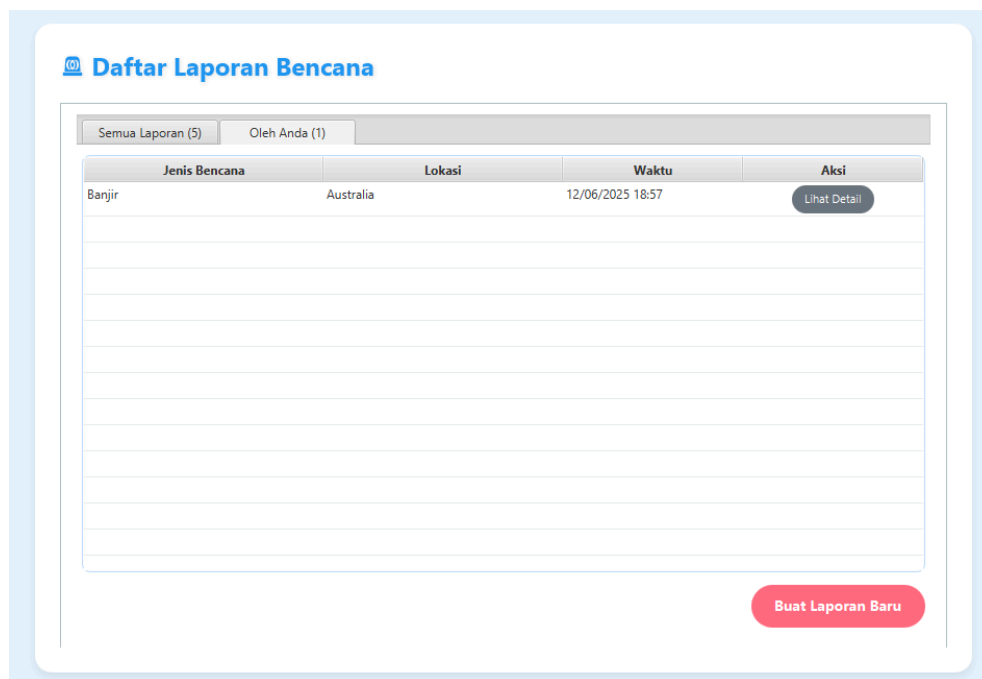 Daftar Laporan Bencana
Semua Laporan (5) Oleh Anda (1)
Jenis Bencana Lokasi Waktu Aksi
Banjir Australia 12/06/2025 18:57 Lihat Detail
Buat Laporan Baru